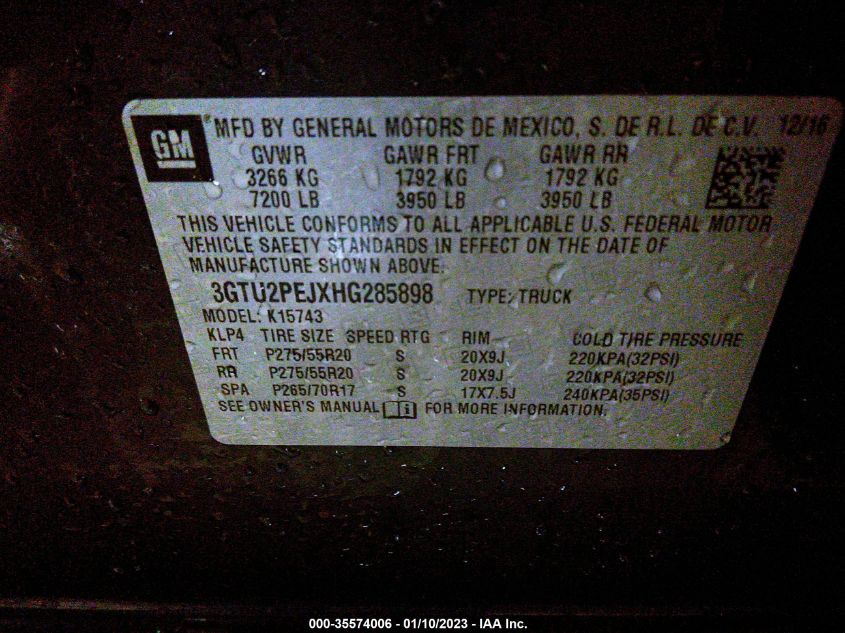 GM
MFD BY GENERAL MOTORS DE MEXICO, S. DE R.L. DE C.V. 12/16
GVWR GAWR FRT GAWR RR
3266 KG 1792 KG 1792 KG
7200 LB 3950 LB 3950 LB
THIS VEHICLE CONFORMS TO ALL APPLICABLE U.S. FEDERAL MOTOR
VEHICLE SAFETY STANDARDS IN EFFECT ON THE DATE OF
MANUFACTURE SHOWN ABOVE.
3GTU2PEJXHG285898 TYPE: TRUCK
MODEL: K15743
KLP4 TIRE SIZE SPEED RTG RIM COLD TIRE PRESSURE
FRT P275/55R20 S 20X9J 220KPA(32PSI)
RR P275/55R20 S 20X9J 220KPA(32PSI)
SPA P265/70R17 S 17X7.5J 240KPA(35PSI)
SEE OWNER'S MANUAL i FOR MORE INFORMATION.
000-35574006 - 01/10/2023 - IAA Inc.